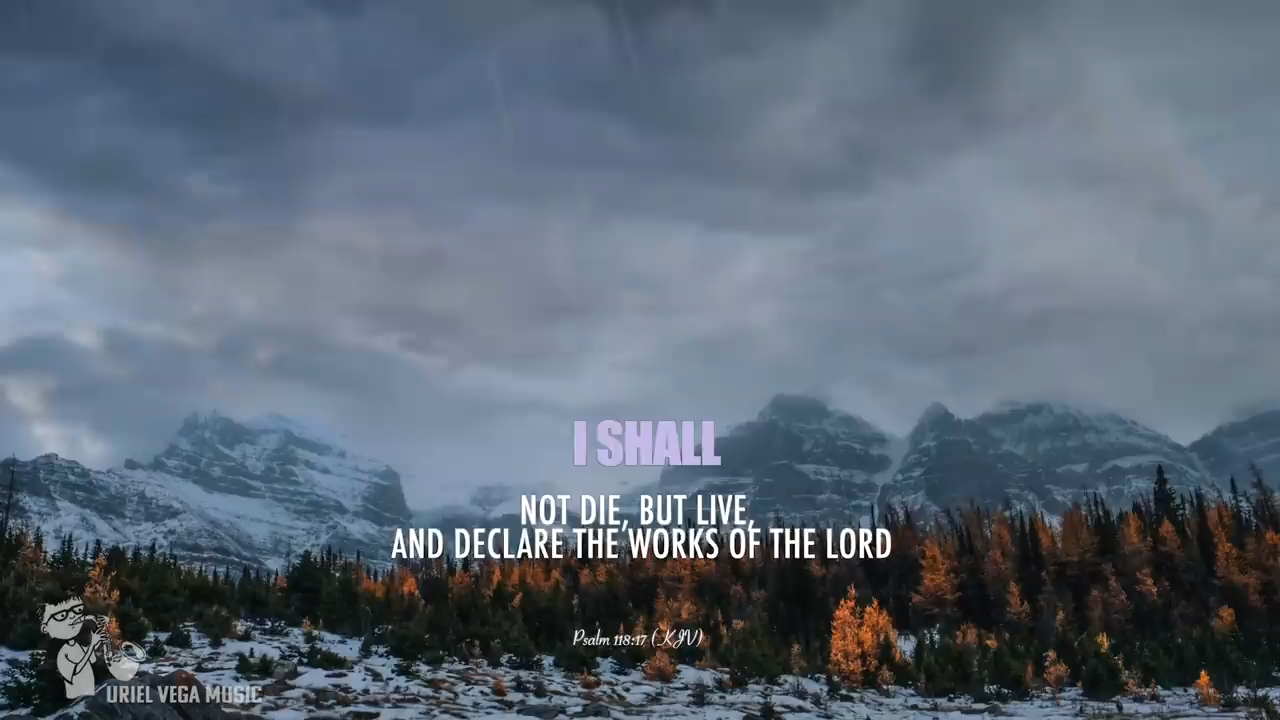 I SHALL
NOT DIE, BUT LIVE,
AND DECLARE THE WORKS OF THE LORD
Psalm 118:17 (KJV)
URIEL VEGA MUSIC